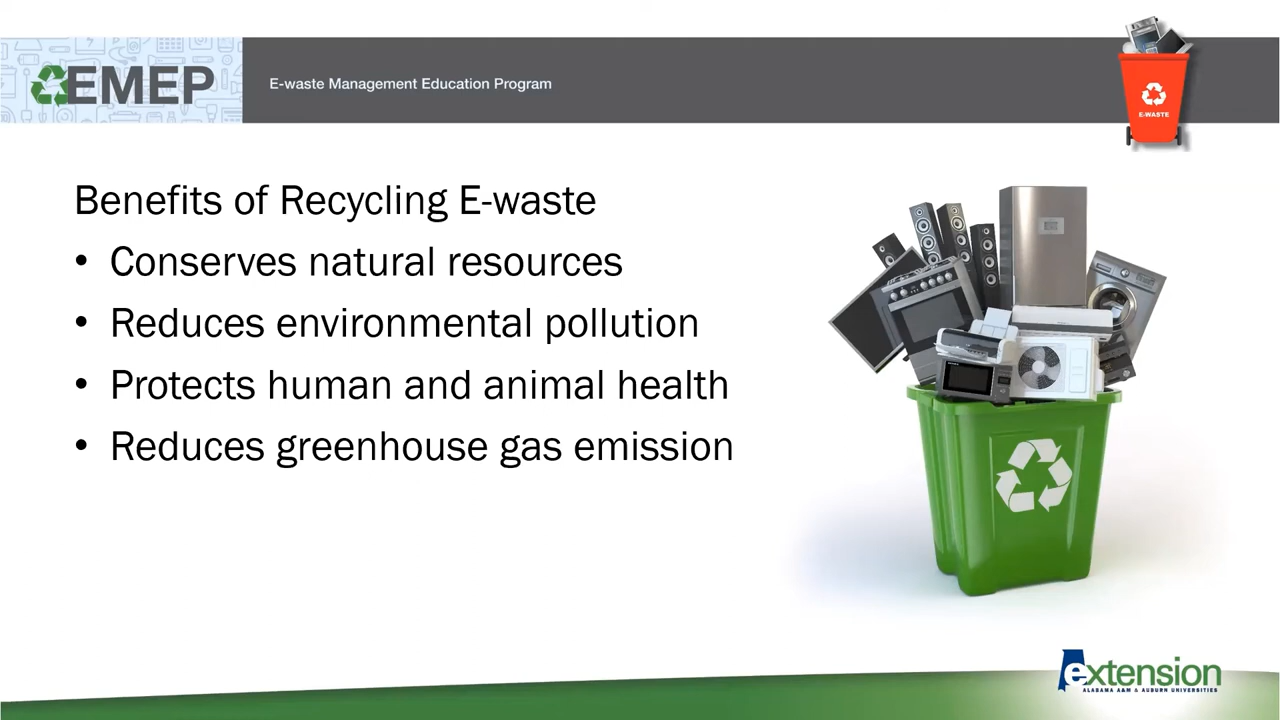 EMEP
E-waste Management Education Program
E-WASTE
Benefits of Recycling E-waste
• Conserves natural resources
• Reduces environmental pollution
• Protects human and animal health
• Reduces greenhouse gas emission
extension
ALABAMA A&M & AUBURN UNIVERSITIES